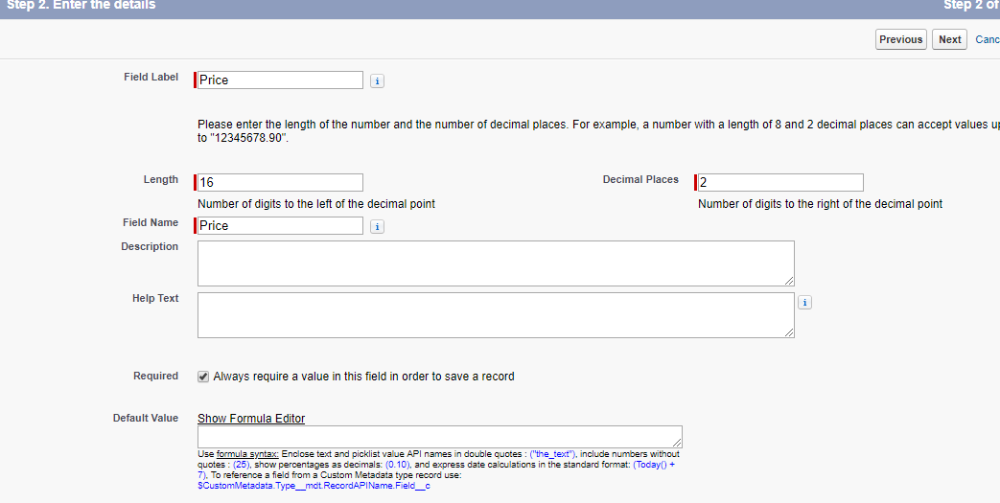 Step 2. Enter the details Step 2 of
Previous Next Canc
Field Label Price i
Please enter the length of the number and the number of decimal places. For example, a number with a length of 8 and 2 decimal places can accept values up
to "12345678.90".
Length 16 Decimal Places 2
Number of digits to the left of the decimal point Number of digits to the right of the decimal point
Field Name Price i
Description
Help Text i
Required Always require a value in this field in order to save a record
Default Value Show Formula Editor
Use formula syntax: Enclose text and picklist value API names in double quotes : ("the_text"), include numbers without
quotes : (25), show percentages as decimals: (0.10), and express date calculations in the standard format: (Today() +
7). To reference a field from a Custom Metadata type record use:
$CustomMetadata.Type__mdt.RecordAPIName.Field__c